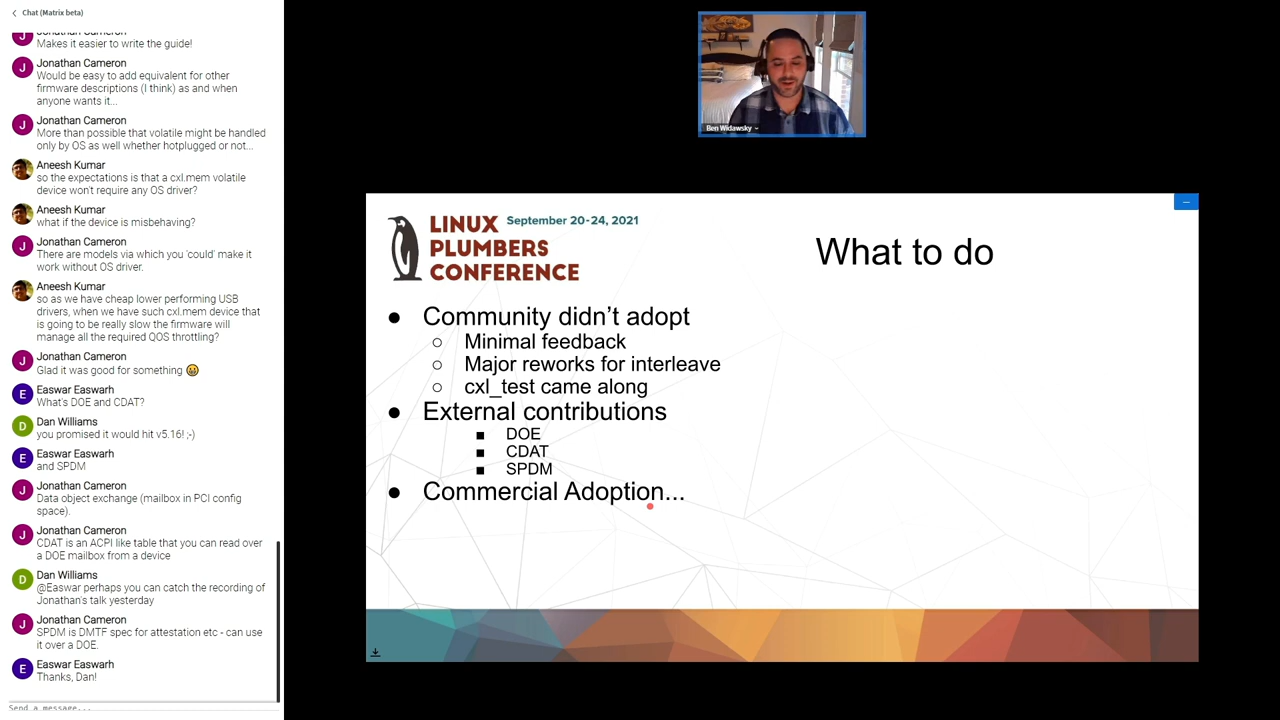 Chat (Matrix beta)
Jonathan Cameron
Makes it easier to write the guide!
J
Jonathan Cameron
Would be easy to add equivalent for other
firmware descriptions (I think) as and when
anyone wants it...
J
Jonathan Cameron
More than possible that volatile might be handled
only by OS as well whether hotplugged or not...
Aneesh Kumar
so the expectations is that a cxl.mem volatile
device won't require any OS driver?
Aneesh Kumar
what if the device is misbehaving?
J
Jonathan Cameron
There are models via which you 'could' make it
work without OS driver.
Aneesh Kumar
so as we have cheap lower performing USB
drivers, when we have such cxl.mem device that
is going to be really slow the firmware will
manage all the required QOS throttling?
J
Jonathan Cameron
Glad it was good for something
E
Easwar Easwarh
What's DOE and CDAT?
D
Dan Williams
you promised it would hit v5.16! ;-)
E
Easwar Easwarh
and SPDM
J
Jonathan Cameron
Data object exchange (mailbox in PCI config
space).
J
Jonathan Cameron
CDAT is an ACPI like table that you can read over
a DOE mailbox from a device
D
Dan Williams
@Easwar perhaps you can catch the recording of
Jonathan's talk yesterday
J
Jonathan Cameron
SPDM is DMTF spec for attestation etc - can use
it over a DOE.
E
Easwar Easwarh
Thanks, Dan!
Send a message...
Ben Widawsky
LINUX
PLUMBERS
CONFERENCE
September 20-24, 2021
What to do
● Community didn't adopt
○ Minimal feedback
○ Major reworks for interleave
○ cxl_test came along
● External contributions
■ DOE
■ CDAT
■ SPDM
● Commercial Adoption...